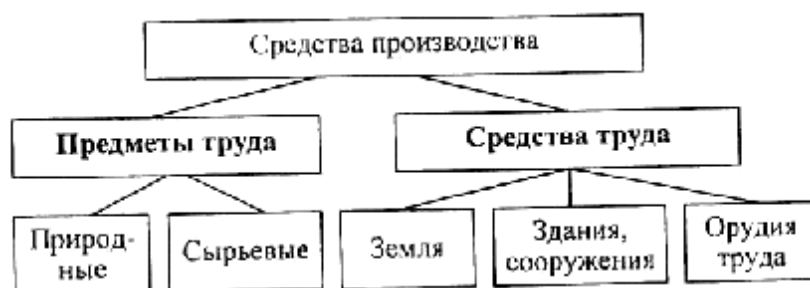 Средства производства
Предметы труда
Средства труда
Природ-
ные
Сырьевые
Земля
Здания,
сооружения
Орудия
труда